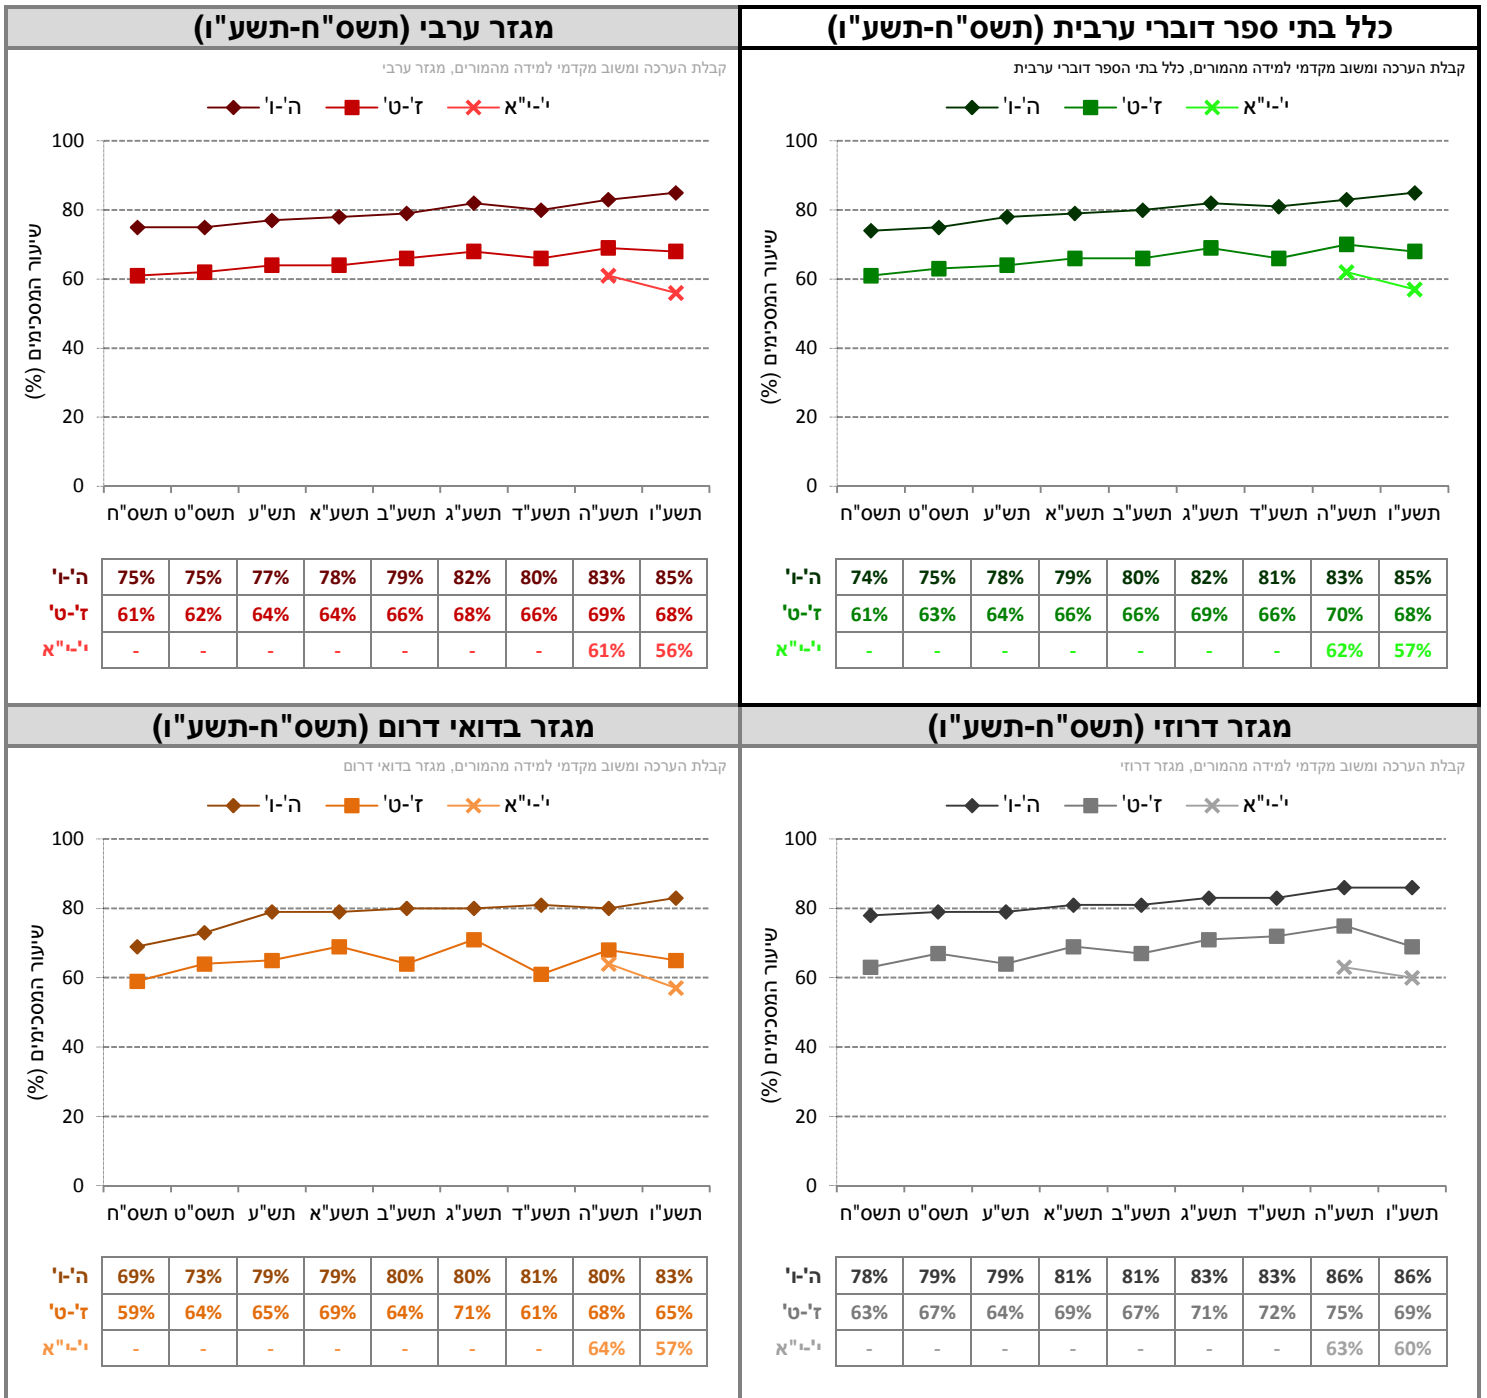 כלל בתי ספר דוברי ערבית (תשס"ח-תשע"ו)
קבלת הערכה ומשוב מקדמי למידה מהמורים, כלל בתי הספר דוברי ערבית
ה'-ו' ז'-ט' י'-י"א
שיעור המסכימים (%)
100
80
60
40
20
0
תשס"ח תשס"ט תש"ע תשע"א תשע"ב תשע"ג תשע"ד תשע"ה תשע"ו
ה'-ו' 74% 75% 78% 79% 80% 82% 81% 83% 85%
ז'-ט' 61% 63% 64% 66% 66% 69% 66% 70% 68%
י'-י"א - - - - - - - 62% 57%
מגזר ערבי (תשס"ח-תשע"ו)
קבלת הערכה ומשוב מקדמי למידה מהמורים, מגזר ערבי
ה'-ו' ז'-ט' י'-י"א
שיעור המסכימים (%)
100
80
60
40
20
0
תשס"ח תשס"ט תש"ע תשע"א תשע"ב תשע"ג תשע"ד תשע"ה תשע"ו
ה'-ו' 75% 75% 77% 78% 79% 82% 80% 83% 85%
ז'-ט' 61% 62% 64% 64% 66% 68% 66% 69% 68%
י'-י"א - - - - - - - 61% 56%
מגזר דרוזי (תשס"ח-תשע"ו)
קבלת הערכה ומשוב מקדמי למידה מהמורים, מגזר דרוזי
ה'-ו' ז'-ט' י'-י"א
שיעור המסכימים (%)
100
80
60
40
20
0
תשס"ח תשס"ט תש"ע תשע"א תשע"ב תשע"ג תשע"ד תשע"ה תשע"ו
ה'-ו' 78% 79% 79% 81% 81% 83% 83% 86% 86%
ז'-ט' 63% 67% 64% 69% 67% 71% 72% 75% 69%
י'-י"א - - - - - - - 63% 60%
מגזר בדואי דרום (תשס"ח-תשע"ו)
קבלת הערכה ומשוב מקדמי למידה מהמורים, מגזר בדואי דרום
ה'-ו' ז'-ט' י'-י"א
שיעור המסכימים (%)
100
80
60
40
20
0
תשס"ח תשס"ט תש"ע תשע"א תשע"ב תשע"ג תשע"ד תשע"ה תשע"ו
ה'-ו' 69% 73% 79% 79% 80% 80% 81% 80% 83%
ז'-ט' 59% 64% 65% 69% 64% 71% 61% 68% 65%
י'-י"א - - - - - - - 64% 57%